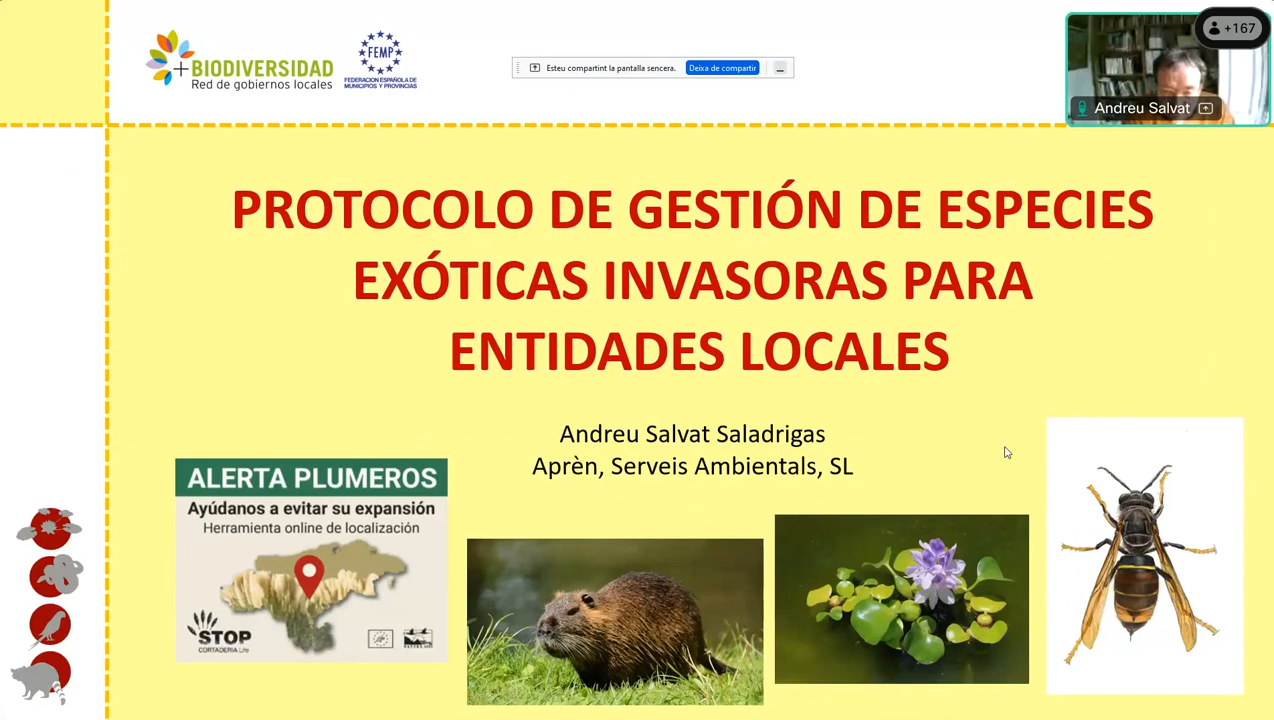 +BIODIVERSIDAD
Red de gobiernos locales
FEMP
FEDERACION ESPAÑOLA DE
MUNICIPIOS Y PROVINCIAS
Esteu compartint la pantalla sencera.
Deixa de compartir
+167
Andreu Salvat
PROTOCOLO DE GESTIÓN DE ESPECIES
EXÓTICAS INVASORAS PARA
ENTIDADES LOCALES
Andreu Salvat Saladrigas
Aprèn, Serveis Ambientals, SL
ALERTA PLUMEROS
Ayúdanos a evitar su expansión
Herramienta online de localización
STOP
CORTADERIA Life